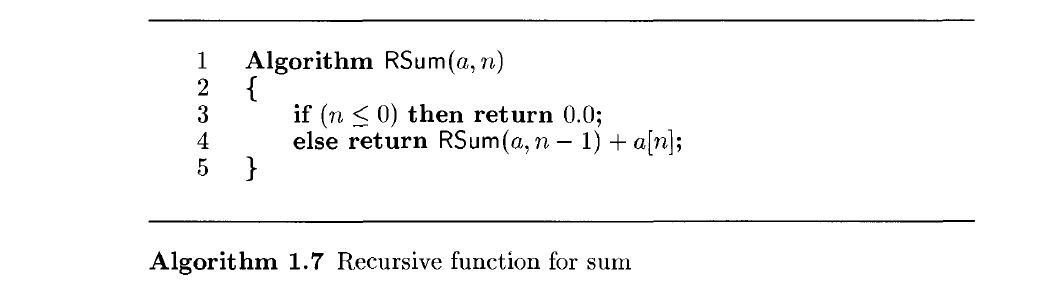 1 Algorithm RSum(a, n)
2 {
3 if (n ≤ 0) then return 0.0;
4 else return RSum(a, n − 1) + a[n];
5 }
Algorithm 1.7 Recursive function for sum